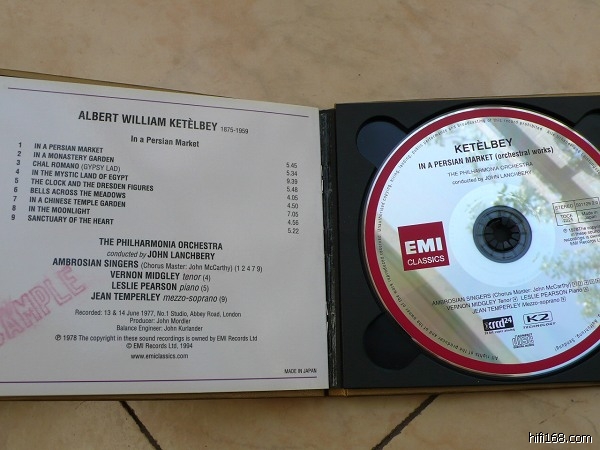 ALBERT WILLIAM KETÈLBEY 1875-1959
In a Persian Market
1 IN A PERSIAN MARKET 5.45
2 IN A MONASTERY GARDEN 5.34
3 CHAL ROMANO (GYPSY LAD) 9.39
4 IN THE MYSTIC LAND OF EGYPT 5.48
5 THE CLOCK AND THE DRESDEN FIGURES 4.05
6 BELLS ACROSS THE MEADOWS 4.50
7 IN A CHINESE TEMPLE GARDEN 7.05
8 IN THE MOONLIGHT 4.56
9 SANCTUARY OF THE HEART 5.22
THE PHILHARMONIA ORCHESTRA
conducted by JOHN LANCHBERY
AMBROSIAN SINGERS (Chorus Master: John McCarthy) (1 2 4 7 9)
VERNON MIDGLEY tenor (4)
LESLIE PEARSON piano (5)
JEAN TEMPERLEY mezzo-soprano (9)
Recorded: 13 & 14 June 1977, No.1 Studio, Abbey Road, London
Producer: John Mordler
Balance Engineer: John Kurlander
℗ 1978 The copyright in these sound recordings is owned by EMI Records Ltd.
© EMI Records Ltd, 1994
www.emiclassics.com
MADE IN JAPAN
SAMPLE
KETÈLBEY
IN A PERSIAN MARKET (orchestral works)
THE PHILHARMONIA ORCHESTRA
conducted by JOHN LANCHBERY
STEREO
EMI
CLASSICS
AMBROSIAN SINGERS (Chorus Master: John McCarthy)
VERNON MIDGLEY Tenor LESLIE PEARSON Piano
JEAN TEMPERLEY Mezzo-soprano
xrcd24
K2
TECHNOLOGY
hifi168.com